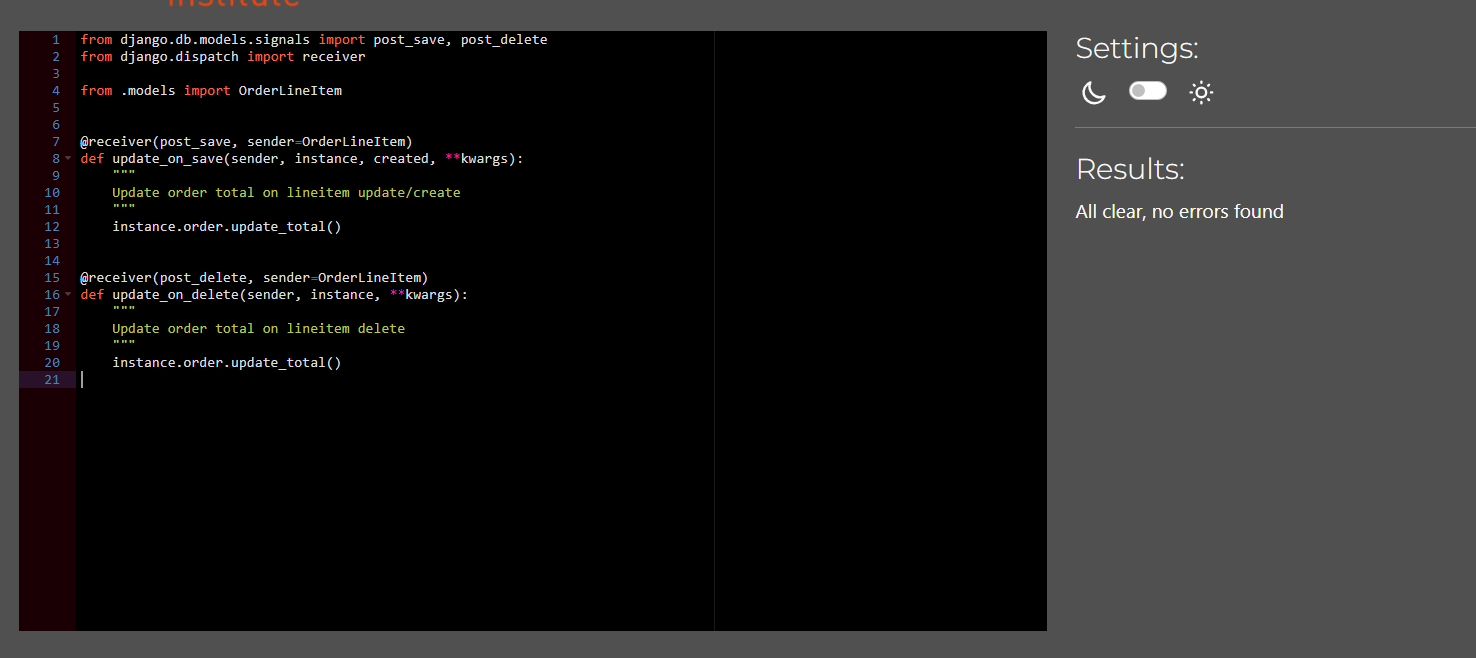 institute
1 from django.db.models.signals import post_save, post_delete
2 from django.dispatch import receiver
3
4 from .models import OrderLineItem
5
6
7 @receiver(post_save, sender=OrderLineItem)
8 def update_on_save(sender, instance, created, **kwargs):
9     """
10     Update order total on lineitem update/create
11     """
12     instance.order.update_total()
13
14
15 @receiver(post_delete, sender=OrderLineItem)
16 def update_on_delete(sender, instance, **kwargs):
17     """
18     Update order total on lineitem delete
19     """
20     instance.order.update_total()
21
Settings:
Results:
All clear, no errors found